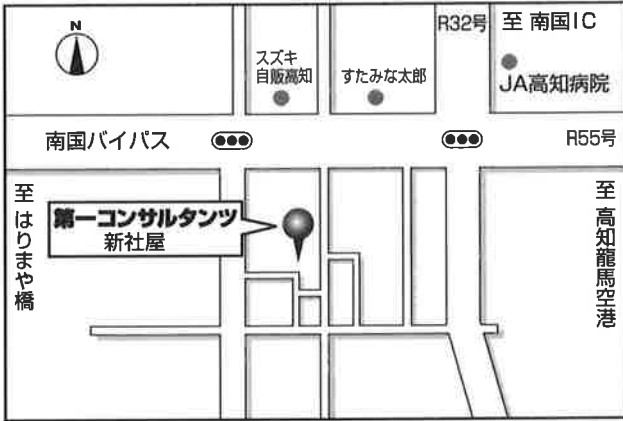 N
R32号
至 南国IC
スズキ
自販高知
すたみな太郎
JA高知病院
南国バイパス
R55号
至 はりまや橋
第一コンサルタンツ
新社屋
至 高知龍馬空港